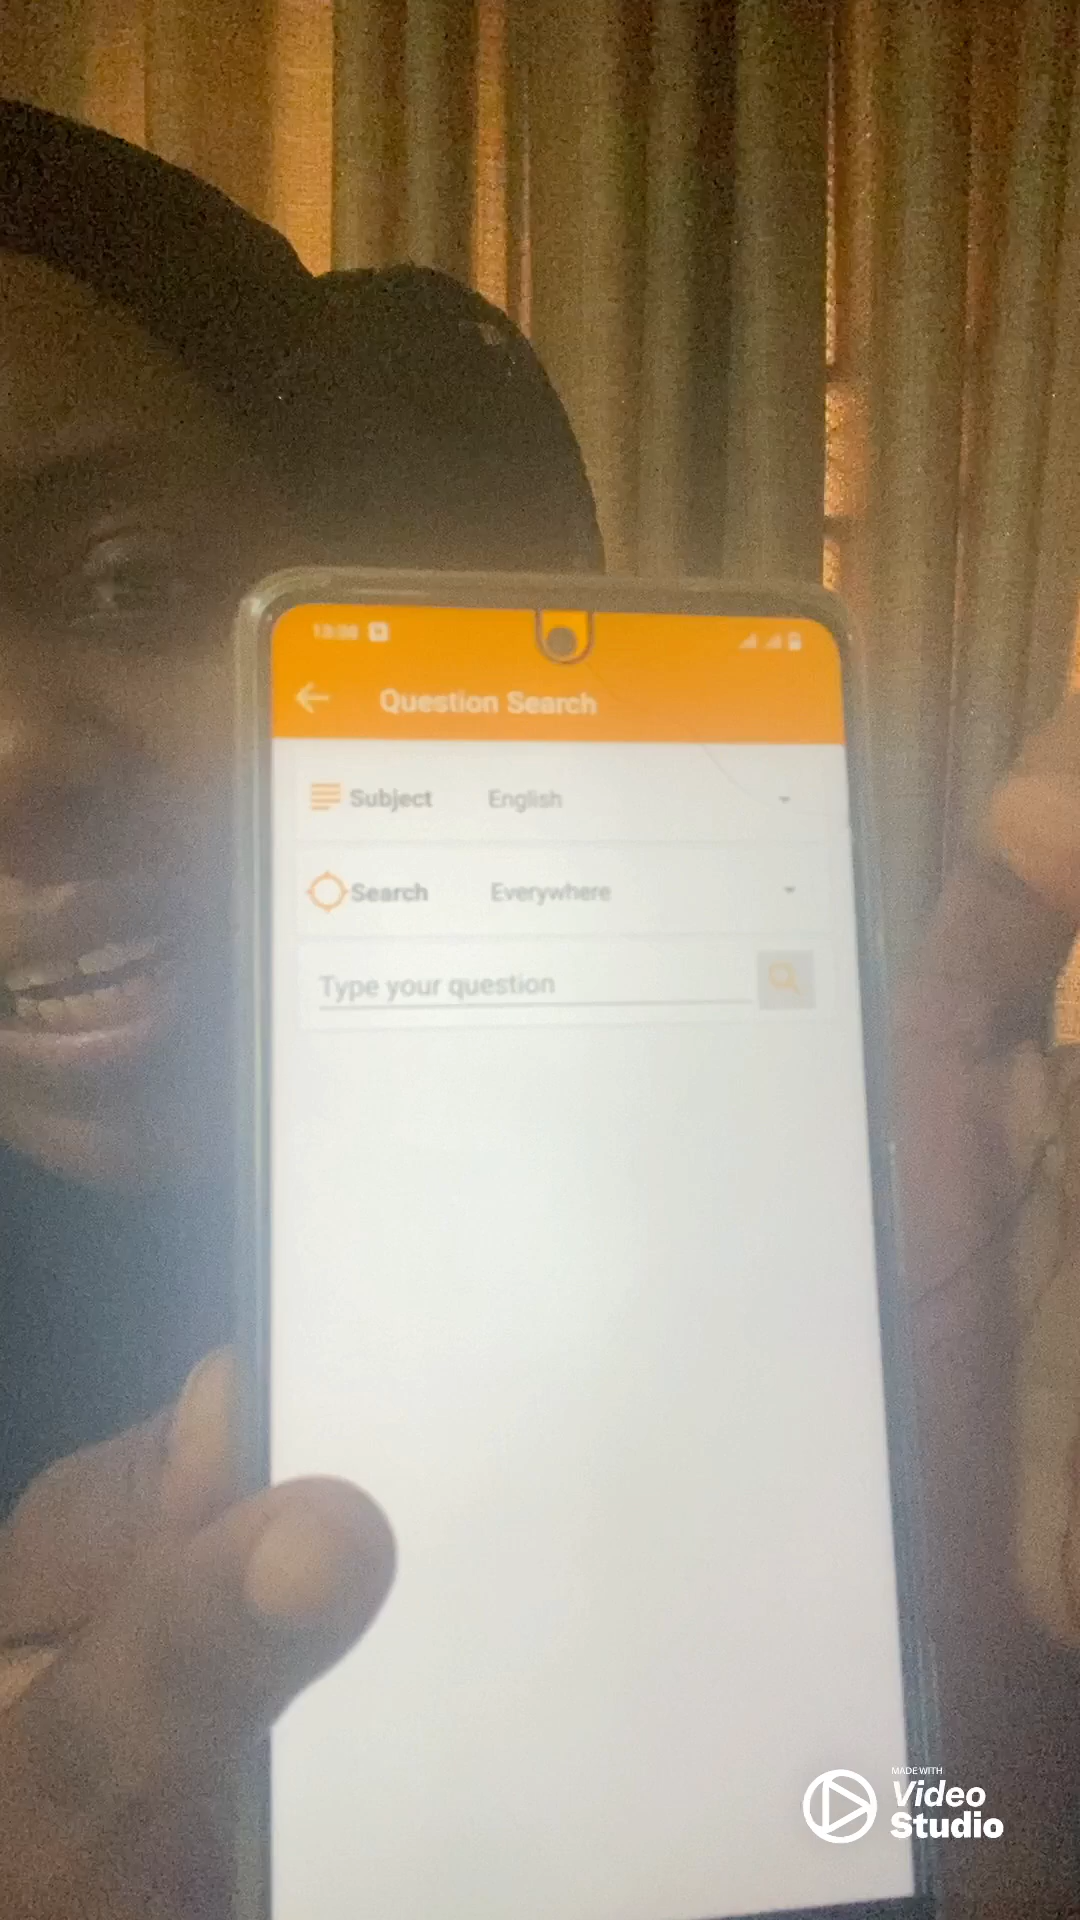 Question Search
Subject English
Search Everywhere
Type your question
MADE WITH
Video
Studio